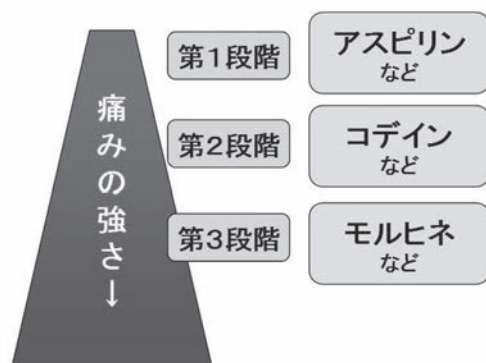 痛みの強さ→
第1段階
アスピリン
など
第2段階
コデイン
など
第3段階
モルヒネ
など